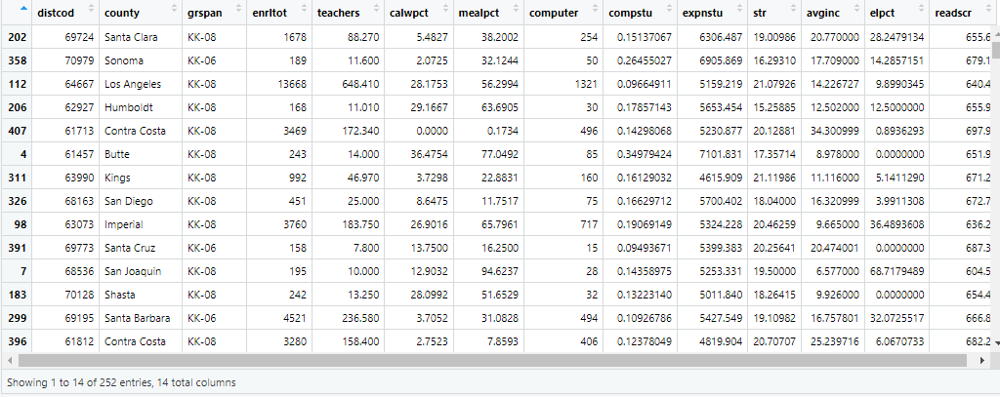 distcod county grspan enrltot teachers calwpct mealpct computer compstu expnstu str avginc elpct readscr
202 69724 Santa Clara KK-08 1678 88.270 5.4827 38.2002 254 0.15137067 6306.487 19.00986 20.770000 28.2479134 655.6
358 70979 Sonoma KK-06 189 11.600 2.0725 32.1244 50 0.26455027 6905.869 16.29310 17.709000 14.2857151 679.1
112 64667 Los Angeles KK-08 13668 648.410 28.1753 56.2994 1321 0.09664911 5159.219 21.07926 14.226727 9.8990345 640.4
206 62927 Humboldt KK-08 168 11.010 29.1667 63.6905 30 0.17857143 5653.454 15.25885 12.502000 12.5000000 655.9
407 61713 Contra Costa KK-08 3469 172.340 0.0000 0.1734 496 0.14298068 5230.877 20.12881 34.300999 0.8936293 697.9
4 61457 Butte KK-08 243 14.000 36.4754 77.0492 85 0.34979424 7101.831 17.35714 8.978000 0.0000000 651.9
311 63990 Kings KK-08 992 46.970 3.7298 22.8831 160 0.16129032 4615.909 21.11986 11.116000 5.1411290 671.2
326 68163 San Diego KK-08 451 25.000 8.6475 11.7517 75 0.16629712 5700.402 18.04000 16.320999 3.9911308 672.7
98 63073 Imperial KK-08 3760 183.750 26.9016 65.7961 717 0.19069149 5324.228 20.46259 9.665000 36.4893608 636.2
391 69773 Santa Cruz KK-06 158 7.800 13.7500 16.2500 15 0.09493671 5399.383 20.25641 20.474001 0.0000000 687.3
7 68536 San Joaquin KK-08 195 10.000 12.9032 94.6237 28 0.14358975 5253.331 19.50000 6.577000 68.7179489 604.5
183 70128 Shasta KK-08 242 13.250 28.0992 51.6529 32 0.13223140 5011.840 18.26415 9.926000 0.0000000 654.4
299 69195 Santa Barbara KK-06 4521 236.580 3.7052 31.0828 494 0.10926786 5427.549 19.10982 16.757801 32.0725517 666.8
396 61812 Contra Costa KK-08 3280 158.400 2.7523 7.8593 406 0.12378049 4819.904 20.70707 25.239716 6.0670733 682.2
Showing 1 to 14 of 252 entries, 14 total columns